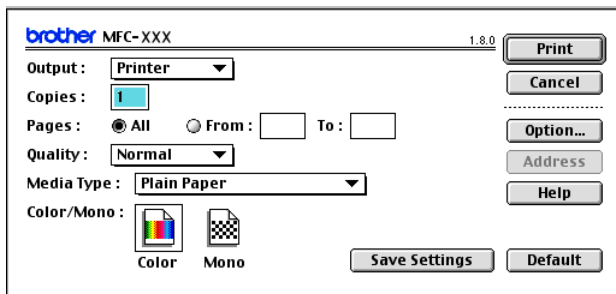 brother MFC-XXX 1.8.0
Print
Output : Printer
Cancel
Copies : 1
Pages : All From : To :
Option...
Quality : Normal
Address
Media Type : Plain Paper
Help
Color/Mono :
Color Mono
Save Settings Default